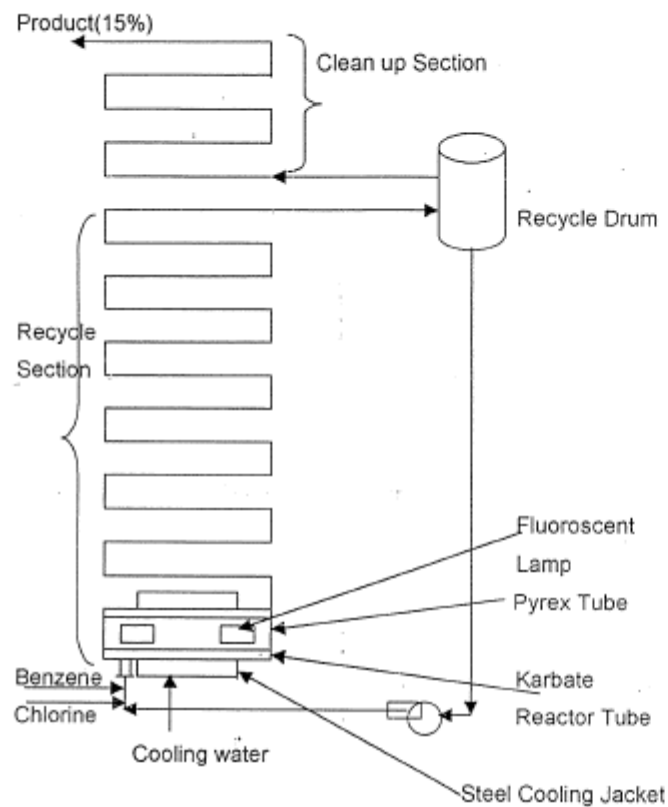 Product(15%)
Clean up Section
Recycle Drum
Recycle
Section
Fluoroscent
Lamp
Pyrex Tube
Karbate
Reactor Tube
Benzene
Chlorine
Cooling water
Steel Cooling Jacket